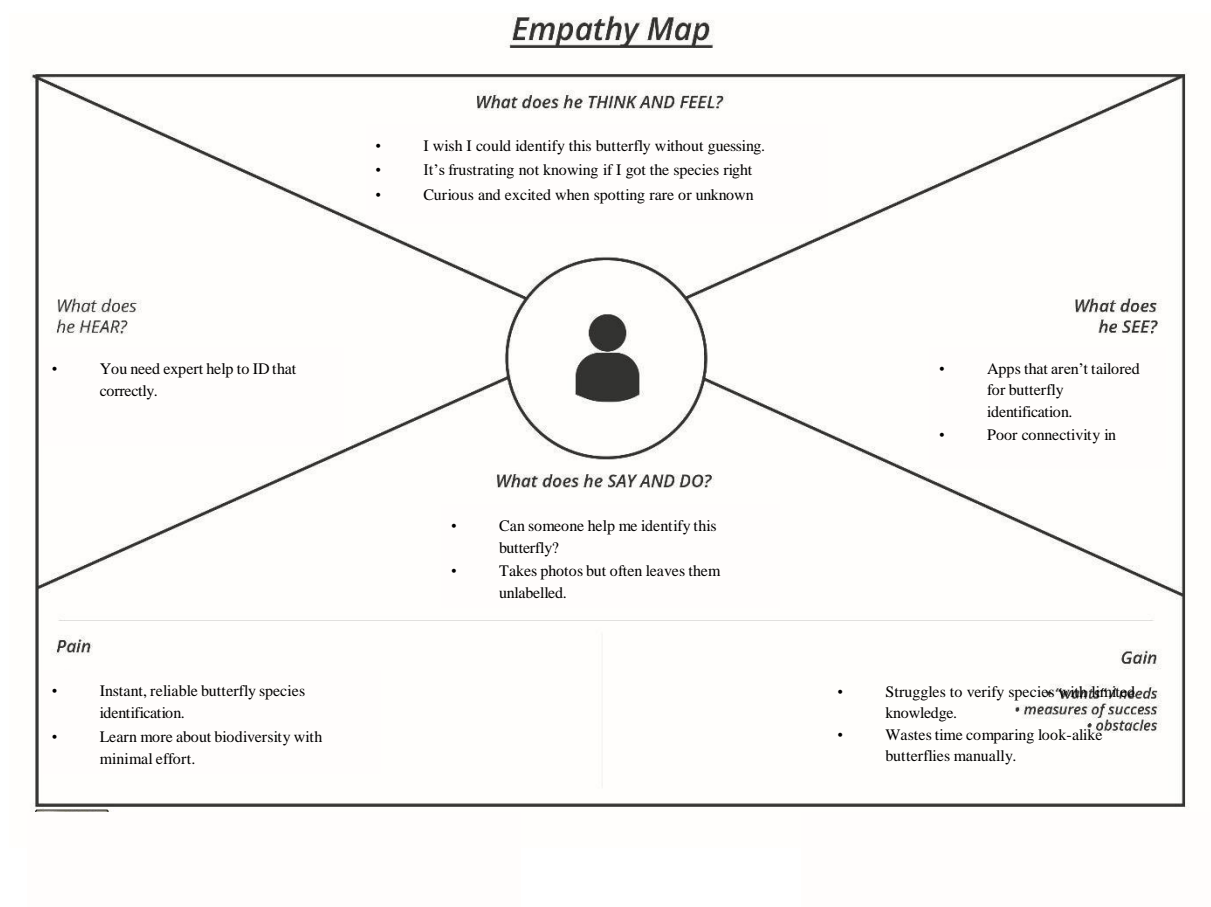 Empathy Map
What does he THINK AND FEEL?
• I wish I could identify this butterfly without guessing.
• It’s frustrating not knowing if I got the species right
• Curious and excited when spotting rare or unknown
What does
he HEAR?
• You need expert help to ID that
correctly.
What does
he SEE?
• Apps that aren’t tailored
for butterfly
identification.
• Poor connectivity in
What does he SAY AND DO?
• Can someone help me identify this
butterfly?
• Takes photos but often leaves them
unlabelled.
Pain
• Instant, reliable butterfly species
identification.
• Learn more about biodiversity with
minimal effort.
Gain
• Struggles to verify species with limited
knowledge.
• Wastes time comparing look-alike
butterflies manually.
• “wants” / needs
• measures of success
• obstacles